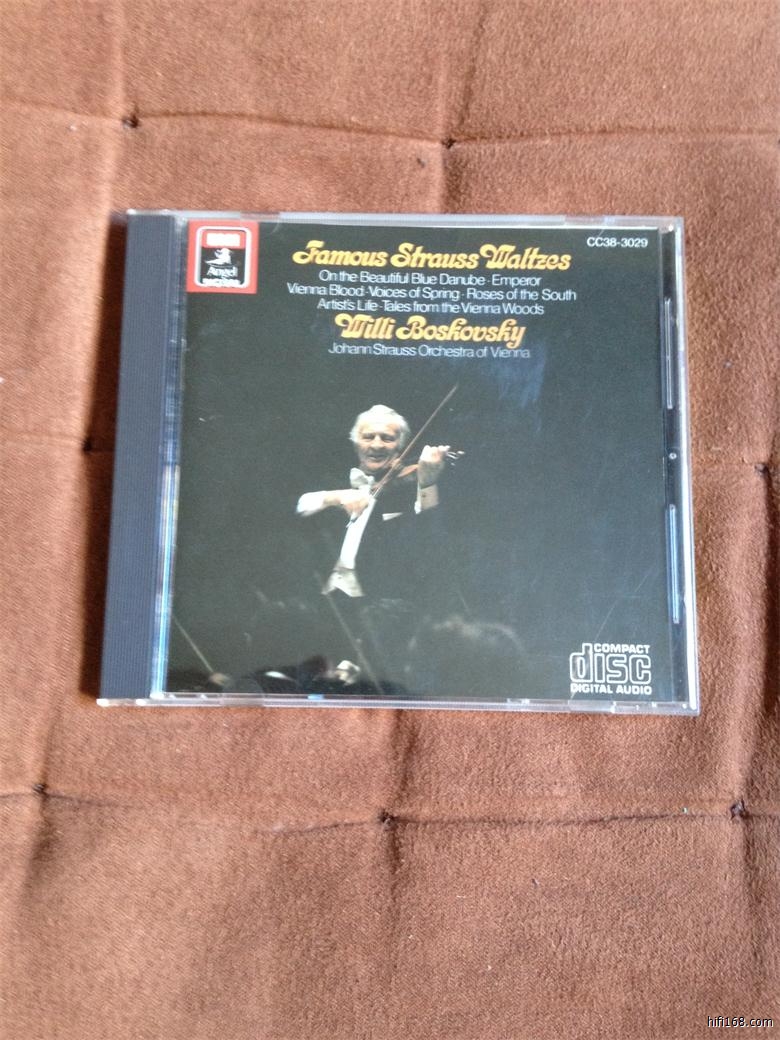 CC38-3029
Famous Strauss Waltzes
On the Beautiful Blue Danube · Emperor
Vienna Blood · Voices of Spring · Roses of the South
Artist's Life · Tales from the Vienna Woods
Willi Boskovsky
Johann Strauss Orchestra of Vienna
Angel
DIGITAL
COMPACT
disc
DIGITAL AUDIO
hifi168.com